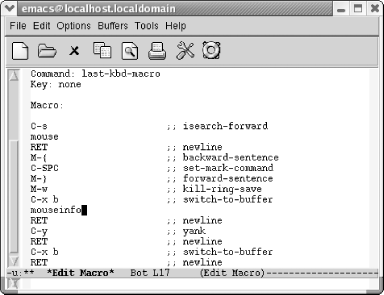 emacs@localhost.localdomain
File Edit Options Buffers Tools Help
Command: last-kbd-macro
Key: none
Macro:
C-s ;; isearch-forward
mouse
RET ;; newline
M-{ ;; backward-sentence
C-SPC ;; set-mark-command
M-} ;; forward-sentence
M-w ;; kill-ring-save
C-x b ;; switch-to-buffer
mouseinfo
RET ;; newline
C-y ;; yank
RET ;; newline
C-x b ;; switch-to-buffer
RET ;; newline
-u:** *Edit Macro* Bot L17 (Edit Macro)--------------------